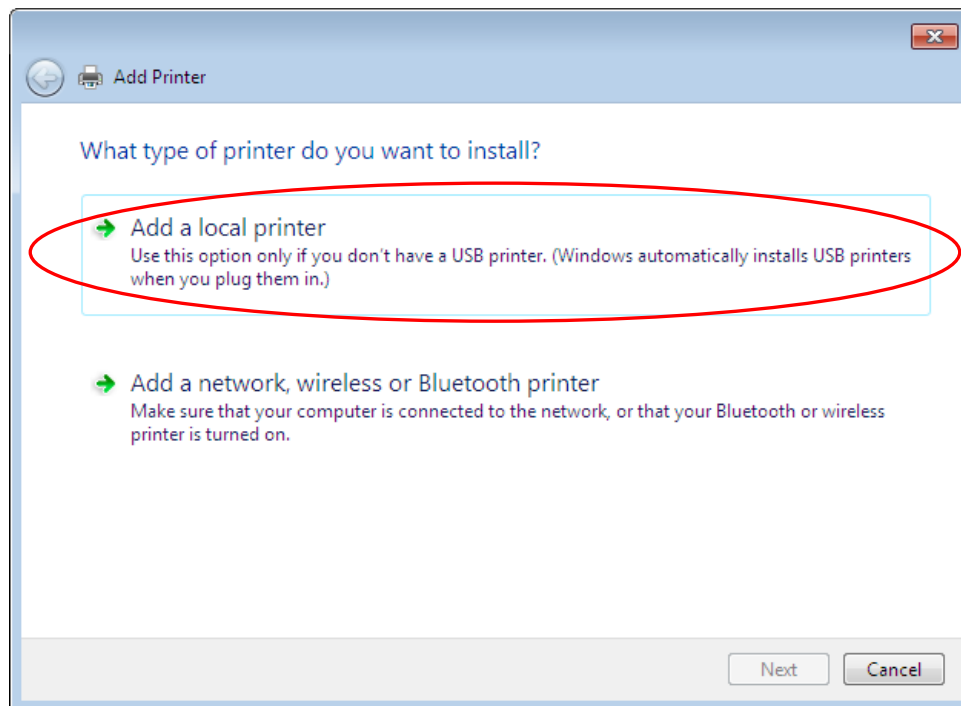 Add Printer
What type of printer do you want to install?
Add a local printer
Use this option only if you don't have a USB printer. (Windows automatically installs USB printers
when you plug them in.)
Add a network, wireless or Bluetooth printer
Make sure that your computer is connected to the network, or that your Bluetooth or wireless
printer is turned on.
Next
Cancel